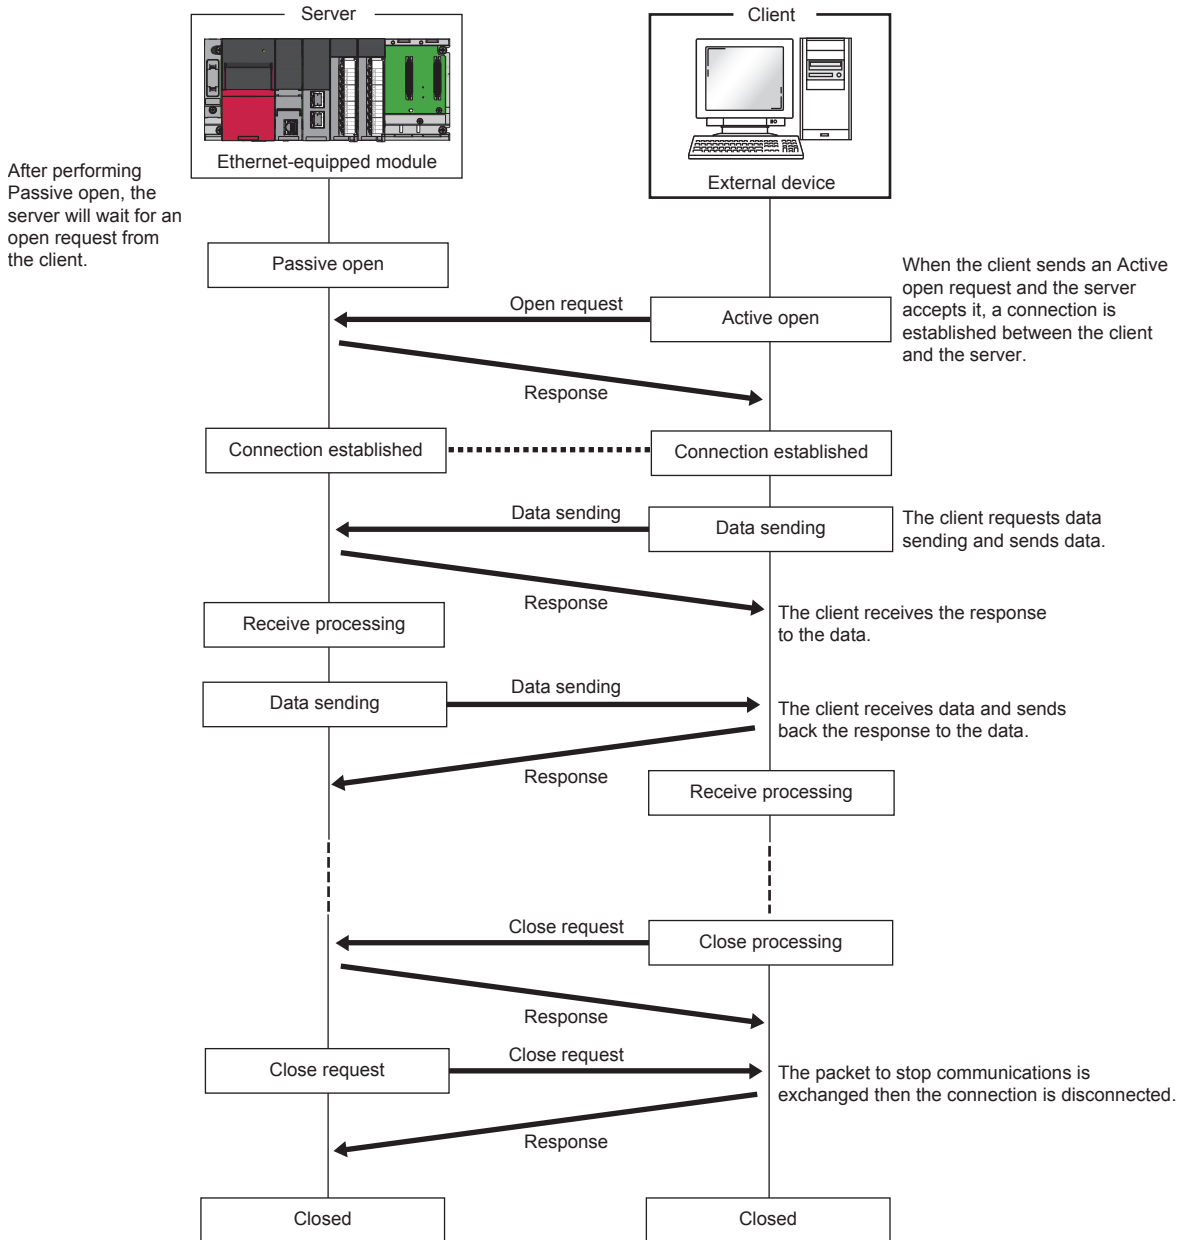 Server
Client
Ethernet-equipped module
External device
After performing
Passive open, the
server will wait for an
open request from
the client.
Passive open
When the client sends an Active
open request and the server
accepts it, a connection is
established between the client
and the server.
Open request
Active open
Response
Connection established
Connection established
Data sending
Data sending
The client requests data
sending and sends data.
Response
The client receives the response
to the data.
Receive processing
Data sending
Data sending
The client receives data and sends
back the response to the data.
Response
Receive processing
Close request
Close processing
Response
Close request
Close request
The packet to stop communications is
exchanged then the connection is disconnected.
Response
Closed
Closed